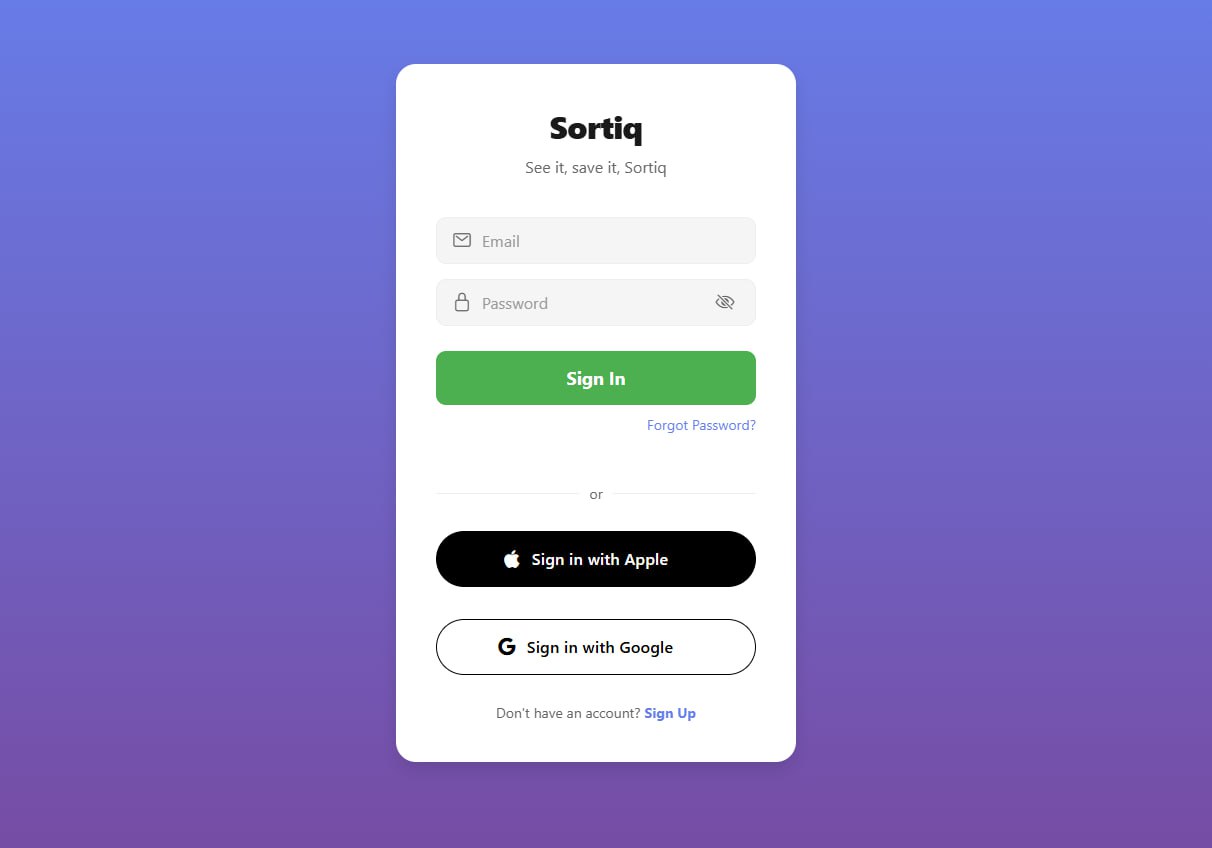 Sortiq
See it, save it, Sortiq
Email
Password
Sign In
Forgot Password?
or
Sign in with Apple
Sign in with Google
Don't have an account? Sign Up